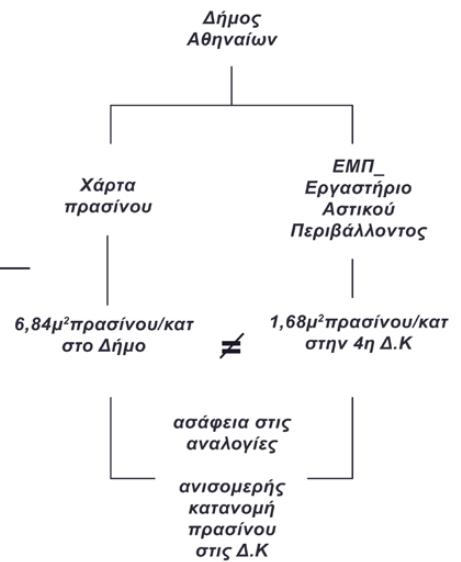 Δήμος
Αθηναίων
Χάρτα
πρασίνου
ΕΜΠ_
Εργαστήριο
Αστικού
Περιβάλλοντος
6,84μ²πρασίνου/κατ
στο Δήμο
≠
1,68μ²πρασίνου/κατ
στην 4η Δ.Κ
ασάφεια στις
αναλογίες
ανισομερής
κατανομή
πρασίνου
στις Δ.Κ